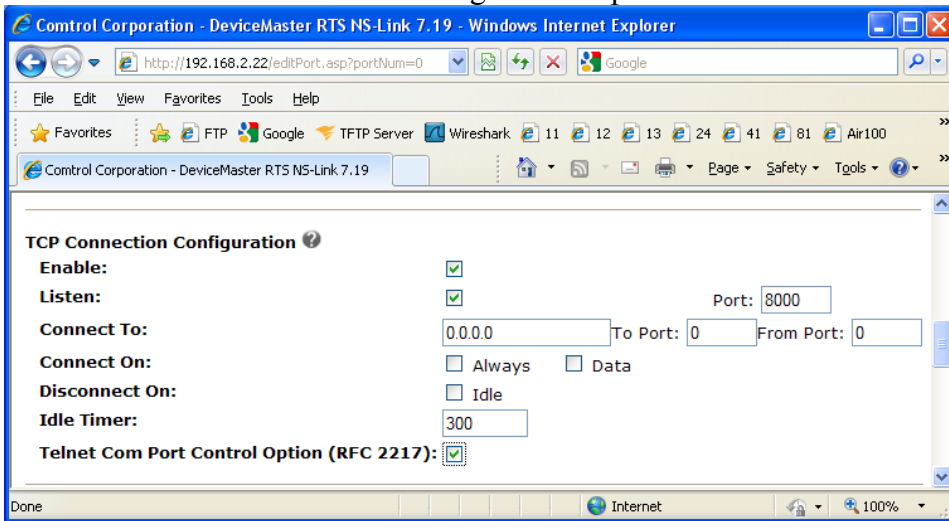 Comtrol Corporation - DeviceMaster RTS NS-Link 7.19 - Windows Internet Explorer
http://192.168.2.22/editPort.asp?portNum=0 Google
File Edit View Favorites Tools Help
Favorites FTP Google TFTP Server Wireshark 11 12 13 24 41 81 Air100 »
Comtrol Corporation - DeviceMaster RTS NS-Link 7.19 Page Safety Tools »
TCP Connection Configuration ?
Enable:
Listen: Port: 8000
Connect To: 0.0.0.0 To Port: 0 From Port: 0
Connect On: Always Data
Disconnect On: Idle
Idle Timer: 300
Telnet Com Port Control Option (RFC 2217):
Done Internet 100%